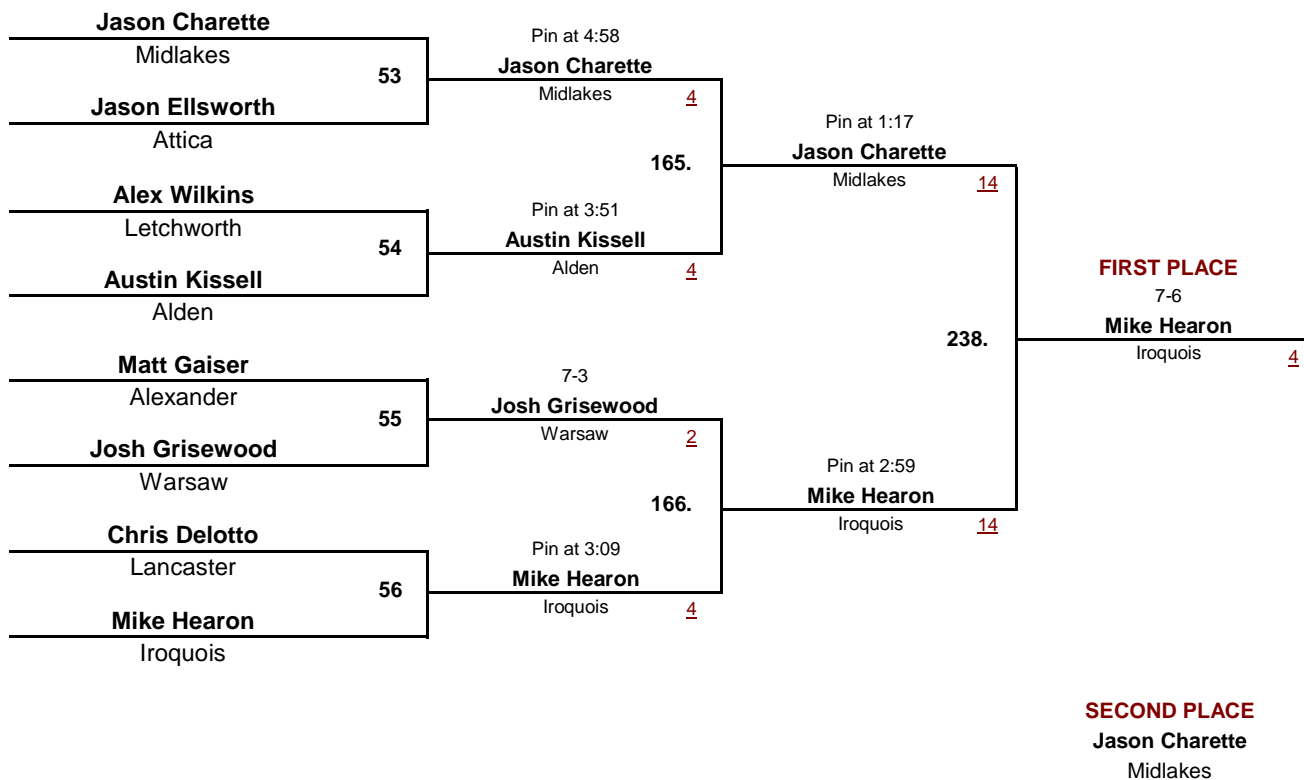 Jason Charette
Midlakes
53
Jason Ellsworth
Attica
Alex Wilkins
Letchworth
54
Austin Kissell
Alden
Matt Gaiser
Alexander
55
Josh Grisewood
Warsaw
Chris Delotto
Lancaster
56
Mike Hearon
Iroquois
Pin at 4:58
Jason Charette
Midlakes 4
165.
Pin at 3:51
Austin Kissell
Alden 4
7-3
Josh Grisewood
Warsaw 2
166.
Pin at 3:09
Mike Hearon
Iroquois 4
Pin at 1:17
Jason Charette
Midlakes 14
238.
Pin at 2:59
Mike Hearon
Iroquois 14
FIRST PLACE
7-6
Mike Hearon
Iroquois 4
SECOND PLACE
Jason Charette
Midlakes